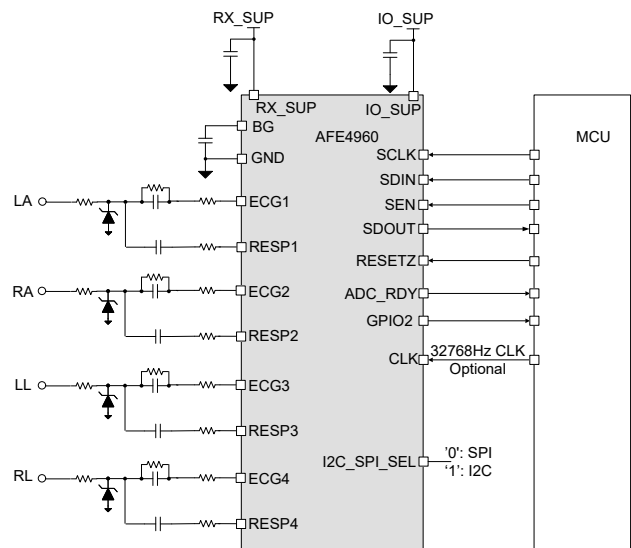 RX_SUP
IO_SUP
RX_SUP
IO_SUP
BG
AFE4960
MCU
GND
SCLK
SDIN
LA
ECG1
SEN
SDOUT
RESP1
RESETZ
RA
ECG2
ADC_RDY
GPIO2
RESP2
CLK
32768Hz CLK
Optional
LL
ECG3
RESP3
I2C_SPI_SEL
'0': SPI
‘1’: I2C
RL
ECG4
RESP4